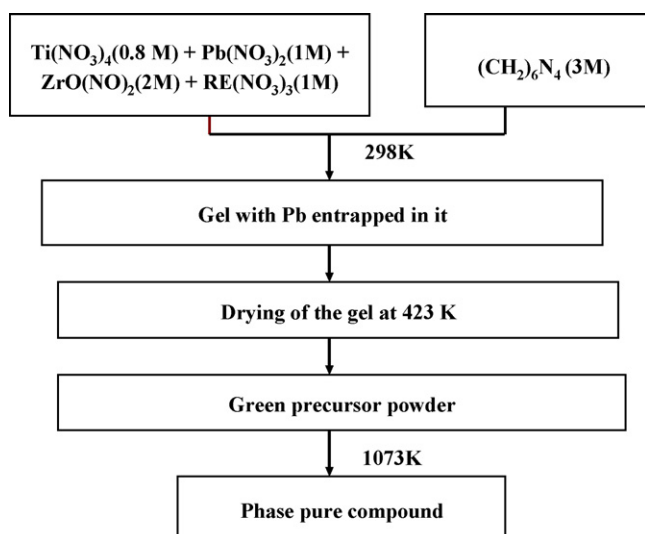 Ti(NO₃)₄(0.8 M) + Pb(NO₃)₂(1M) +
ZrO(NO)₂(2M) + RE(NO₃)₃(1M)
(CH₂)₆N₄ (3M)
298K
Gel with Pb entrapped in it
Drying of the gel at 423 K
Green precursor powder
1073K
Phase pure compound